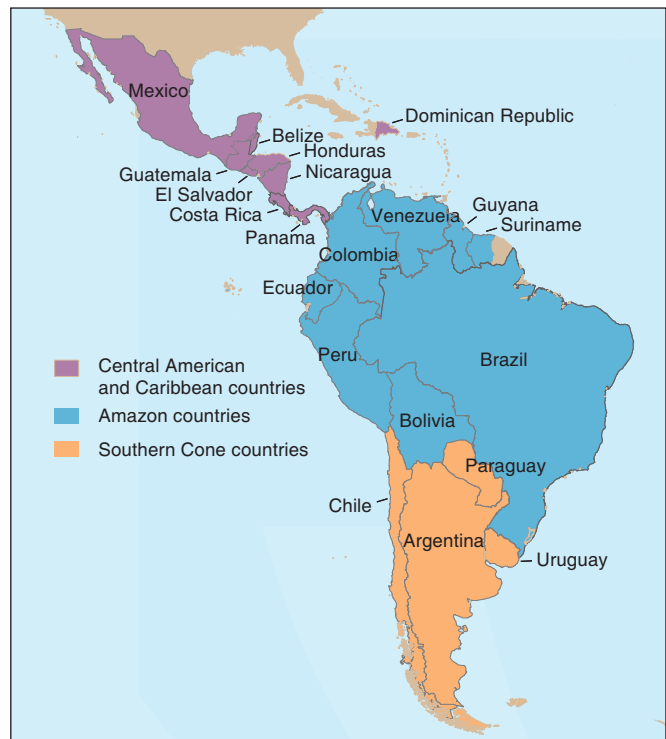 Mexico
Dominican Republic
Belize
Honduras
Guatemala
Nicaragua
El Salvador
Costa Rica
Panama
Venezueia
Guyana
Suriname
Colombia
Ecuador
Peru
Brazil
Central American
and Caribbean countries
Amazon countries
Southern Cone countries
Bolivia
Paraguay
Chile
Argentina
Uruguay